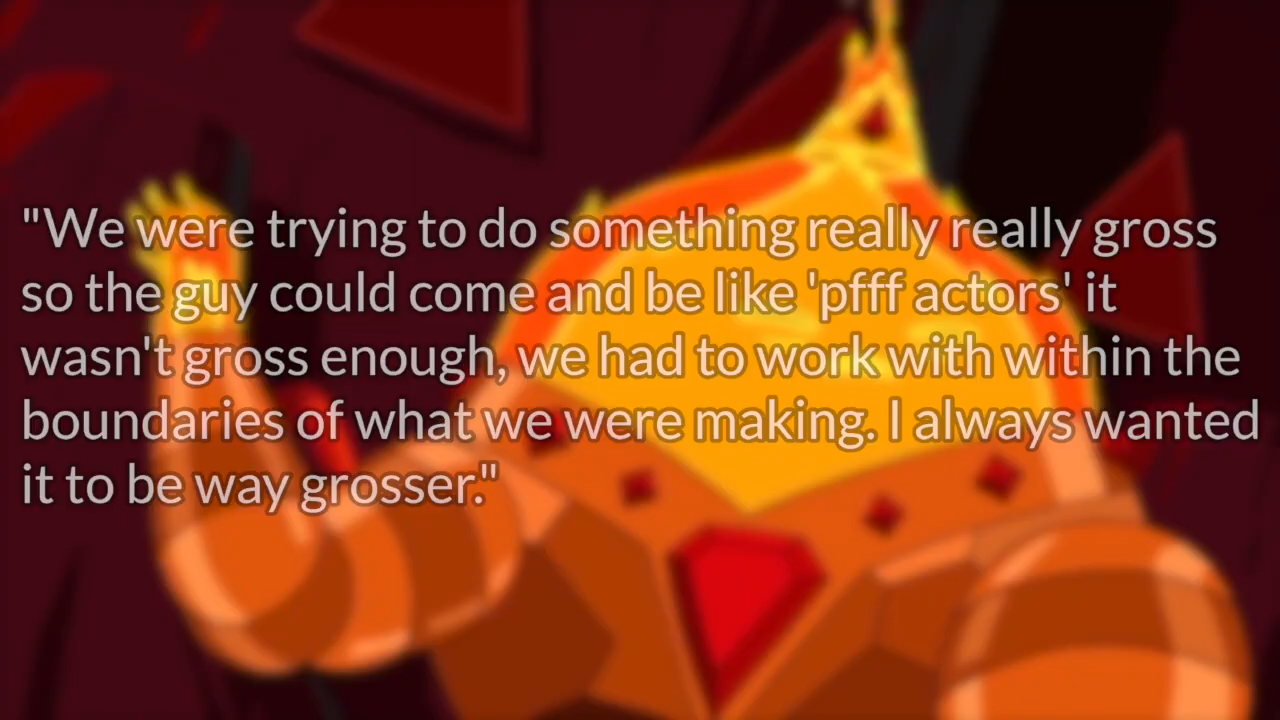 "We were trying to do something really really gross
so the guy could come and be like 'pfff actors' it
wasn't gross enough, we had to work with within the
boundaries of what we were making. I always wanted
it to be way grosser."